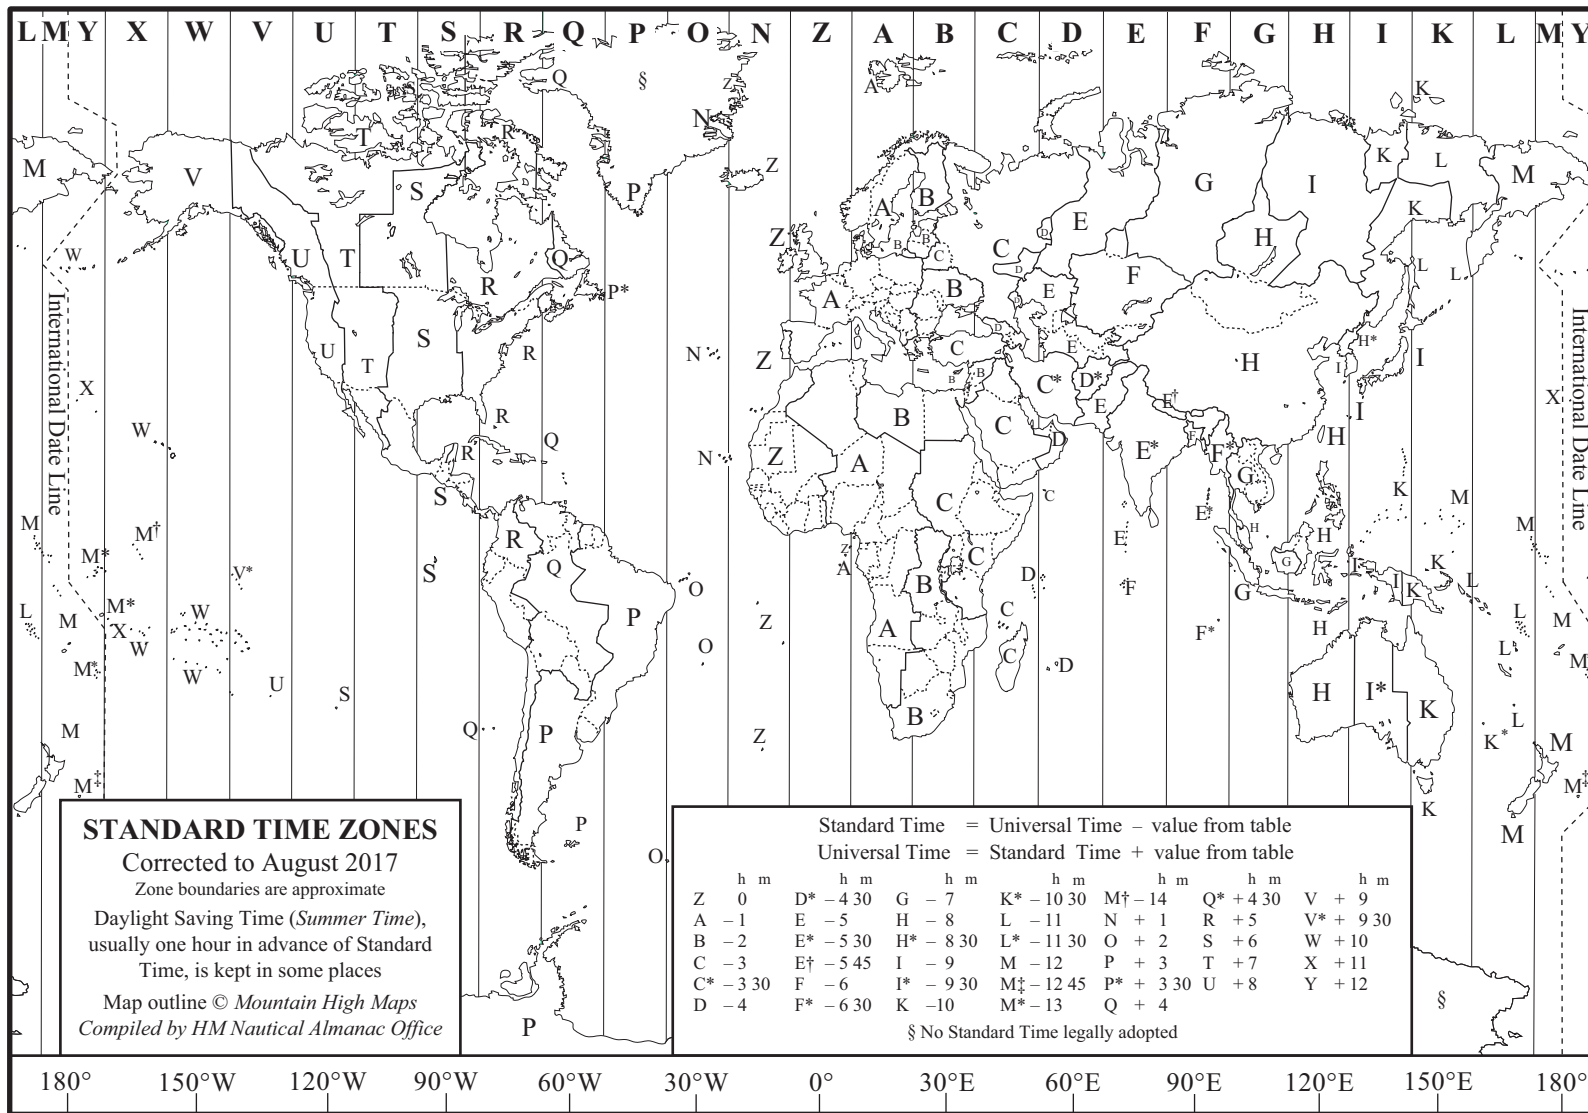 L M Y X W V U T S R Q P O N Z A B C D E F G H I K L M Y
Q
§
Z
A
K
N
T
R
Z
M
V
S
P
A
B
G
I
K
L
M
K
W
U
T
Q
Z
B
B
C
C
D
E
H
D
L
L
R
P*
A
B
D
E
F
International Date Line
International Date Line
U
T
S
R
N
Z
C
D
E
H
H*
I
I
X
B
B
C*
D*
E
E†
X
W
R
Q
B
C
D
I
H
R
N
Z
A
E*
F
F*
G
S
C
C
E*
K
M
M
M†
R
H
H
M
M*
S
V*
Q
Z
A
B
C
D
E
F
G
G
I
I
K
K
L
L
M
M*
X
W
W
P
O
Z
A
C
F*
H
L
M
M*
W
U
S
O
C
D
H
I*
K
L
M
M
Q
P
Z
B
K*
L
M
M‡
K
M
M‡
P
O
P
§
STANDARD TIME ZONES
Corrected to August 2017
Zone boundaries are approximate
Daylight Saving Time (Summer Time),
usually one hour in advance of Standard
Time, is kept in some places
Map outline © Mountain High Maps
Compiled by HM Nautical Almanac Office
Standard Time = Universal Time – value from table
Universal Time = Standard Time + value from table
h m h m h m h m h m h m h m
Z 0 D* – 4 30 G – 7 K* – 10 30 M† – 14 Q* + 4 30 V + 9
A – 1 E – 5 H – 8 L – 11 N + 1 R + 5 V* + 9 30
B – 2 E* – 5 30 H* – 8 30 L* – 11 30 O + 2 S + 6 W + 10
C – 3 E† – 5 45 I – 9 M – 12 P + 3 T + 7 X + 11
C* – 3 30 F – 6 I* – 9 30 M‡ – 12 45 P* + 3 30 U + 8 Y + 12
D – 4 F* – 6 30 K –10 M* – 13 Q + 4
§ No Standard Time legally adopted
180° 150°W 120°W 90°W 60°W 30°W 0° 30°E 60°E 90°E 120°E 150°E 180°